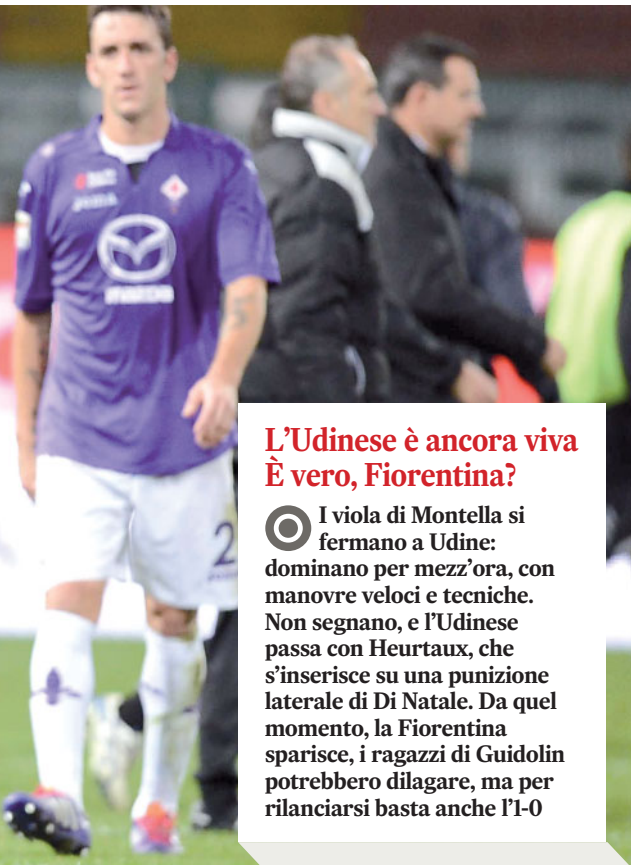 mazda
2
L'Udinese è ancora viva
È vero, Fiorentina?
I viola di Montella si
fermano a Udine:
dominano per mezz'ora, con
manovre veloci e tecniche.
Non segnano, e l'Udinese
passa con Heurtaux, che
s'inserisce su una punizione
laterale di Di Natale. Da quel
momento, la Fiorentina
sparisce, i ragazzi di Guidolin
potrebbero dilagare, ma per
rilanciarsi basta anche l'1-0